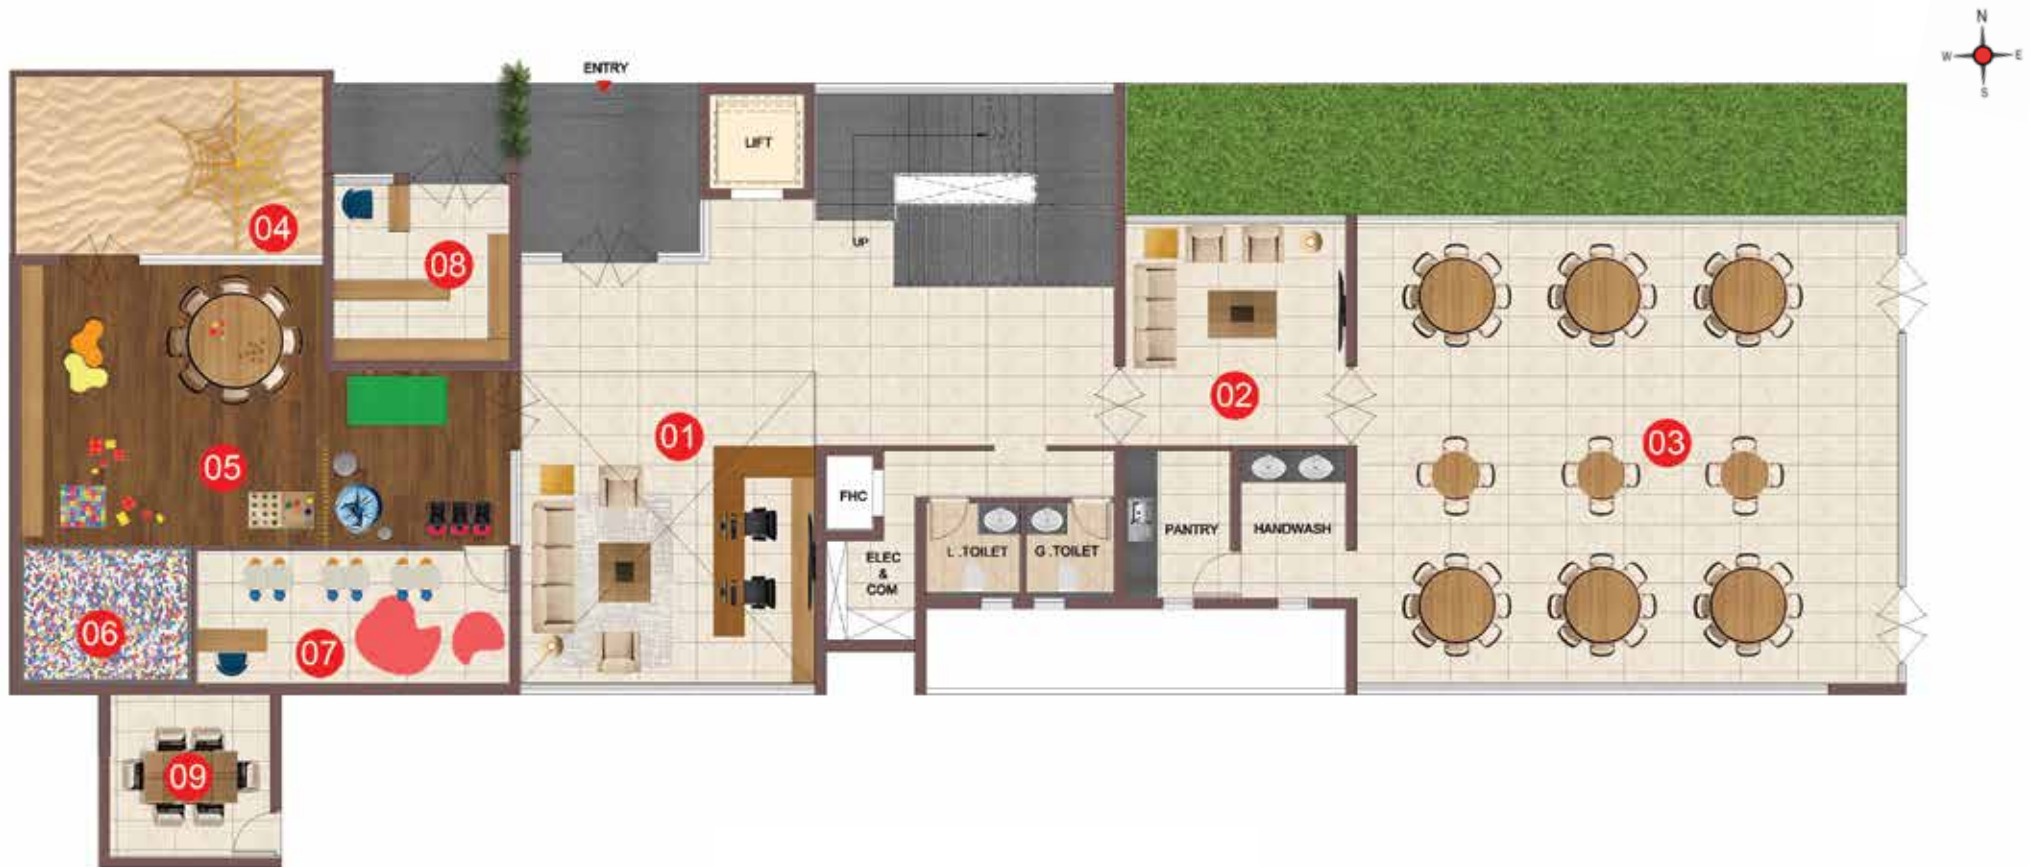 N
W E
S
ENTRY
LIFT
04
08
UP
02
01
03
05
FHC
PANTRY
HANDWASH
L .TOILET
G .TOILET
ELEC
&
COM
06
07
09